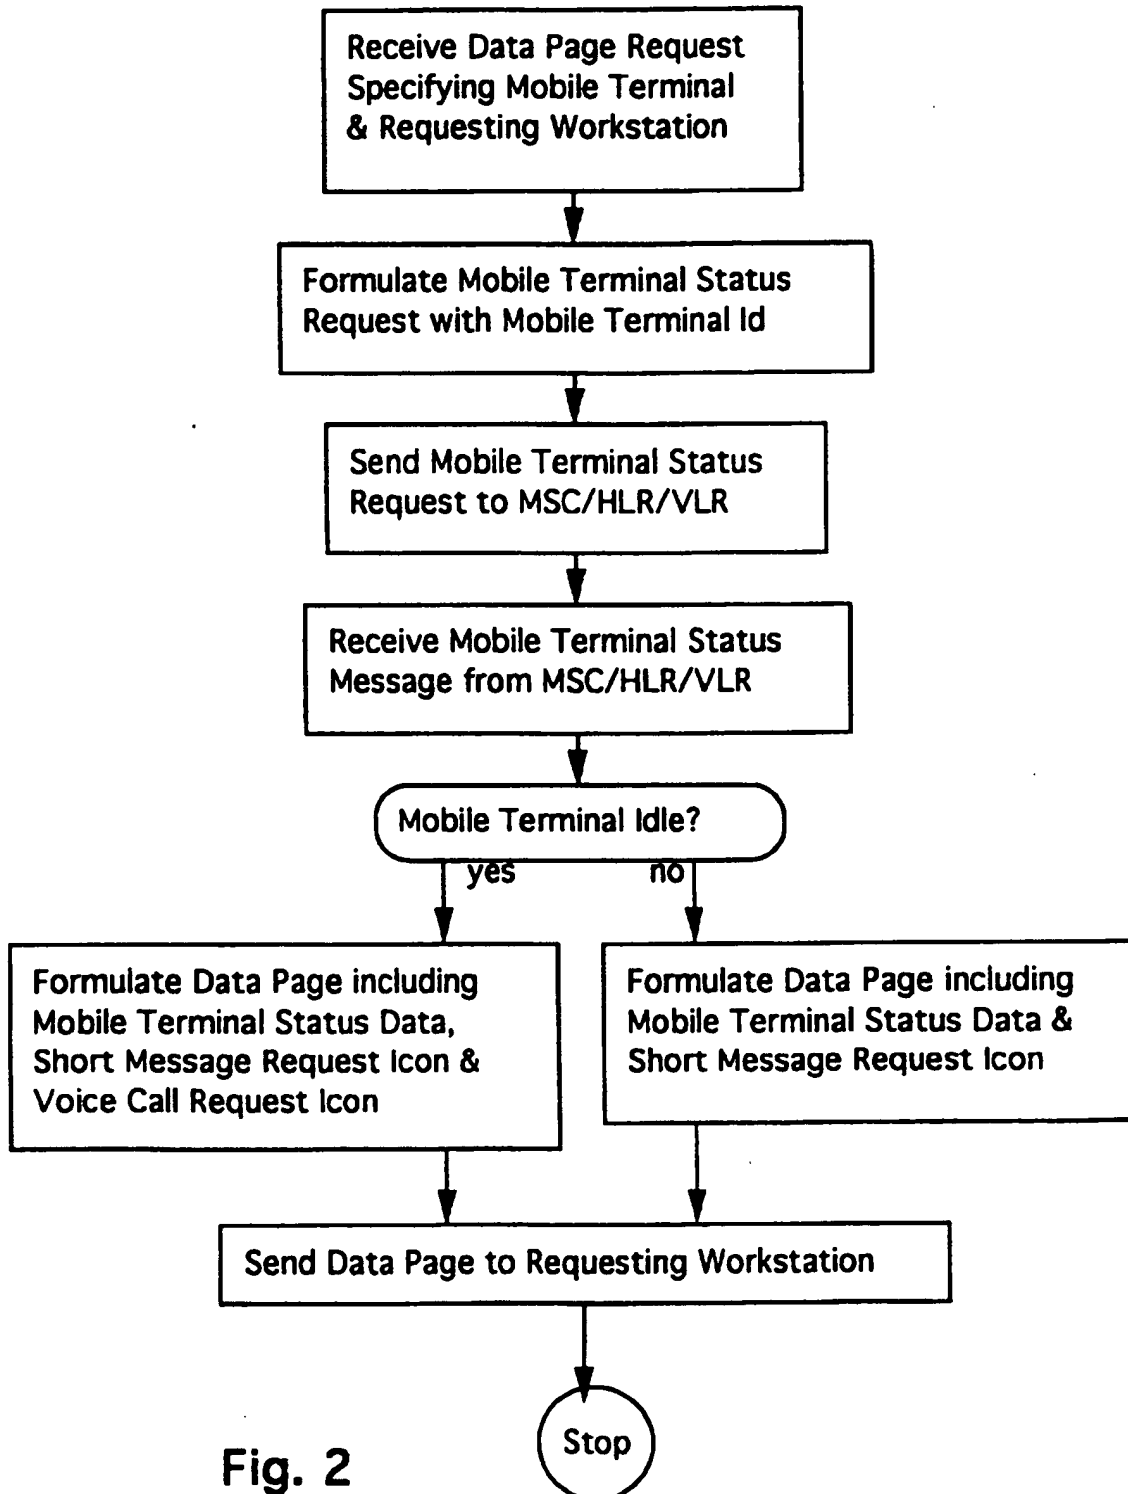 Receive Data Page Request
Specifying Mobile Terminal
& Requesting Workstation
Formulate Mobile Terminal Status
Request with Mobile Terminal Id
Send Mobile Terminal Status
Request to MSC/HLR/VLR
Receive Mobile Terminal Status
Message from MSC/HLR/VLR
Mobile Terminal Idle?
yes
no
Formulate Data Page including
Mobile Terminal Status Data,
Short Message Request Icon &
Voice Call Request Icon
Formulate Data Page including
Mobile Terminal Status Data &
Short Message Request Icon
Send Data Page to Requesting Workstation
Stop
Fig. 2